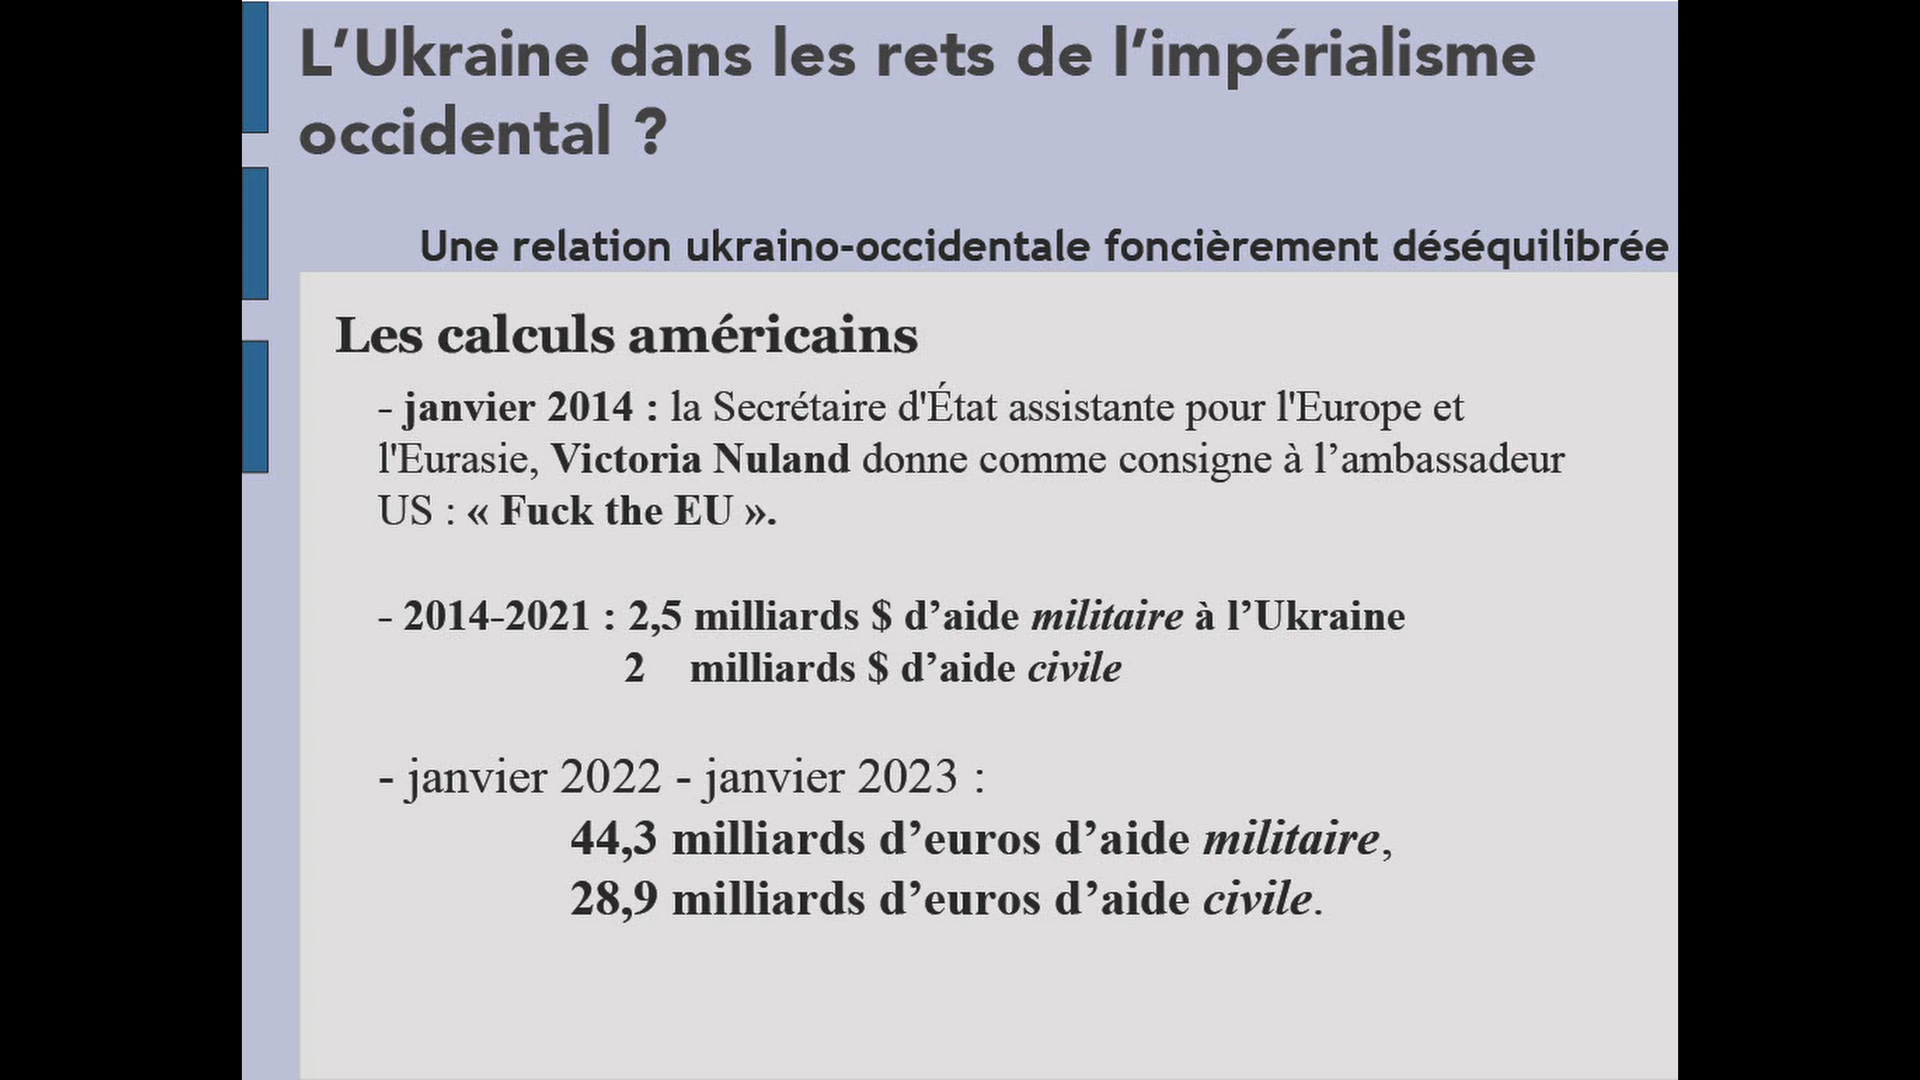 L’Ukraine dans les rets de l’impérialisme
occidental ?
Une relation ukraino-occidentale foncièrement déséquilibrée
Les calculs américains
- janvier 2014 : la Secrétaire d'État assistante pour l'Europe et
l'Eurasie, Victoria Nuland donne comme consigne à l’ambassadeur
US : « Fuck the EU ».
- 2014-2021 : 2,5 milliards $ d’aide militaire à l’Ukraine
2 milliards $ d’aide civile
- janvier 2022 - janvier 2023 :
44,3 milliards d’euros d’aide militaire,
28,9 milliards d’euros d’aide civile.